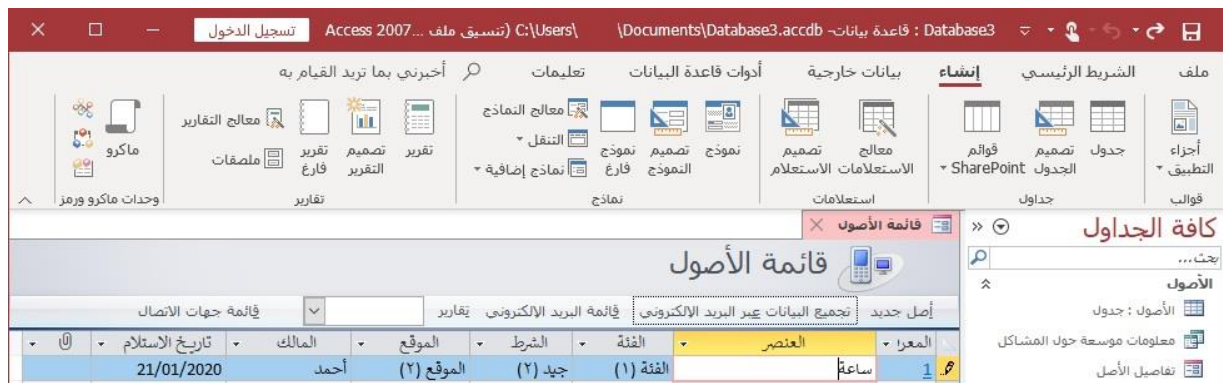 Database3 : قاعدة بيانات- C:\Users\ \Documents\Database3.accdb (تنسيق ملف ...Access 2007 تسجيل الدخول
ملف الشريط الرئيسي إنشاء بيانات خارجية أدوات قاعدة البيانات تعليمات أخبرني بما تريد القيام به
أجزاء التطبيق
جدول
تصميم الجدول
قوائم SharePoint
معالج الاستعلامات
تصميم الاستعلام
نموذج
تصميم النموذج
نموذج فارغ
معالج النماذج
التنقل
نماذج إضافية
تقرير
تصميم التقرير
تقرير فارغ
معالج التقارير
ملصقات
ماكرو
قوالب جداول استعلامات نماذج تقارير وحدات ماكرو ورمز
كافة الجداول
بحث...
الأصول
الأصول : جدول
معلومات موسعة حول المشاكل
تفاصيل الأصل
قائمة الأصول
قائمة الأصول
أصل جديد تجميع البيانات عبر البريد الإلكتروني قائمة البريد الإلكتروني تقارير قائمة جهات الاتصال
المعرا العنصر الفئة الشرط الموقع المالك تاريخ الاستلام
1 ساعة الفئة (١) جيد (٢) الموقع (٢) أحمد 21/01/2020